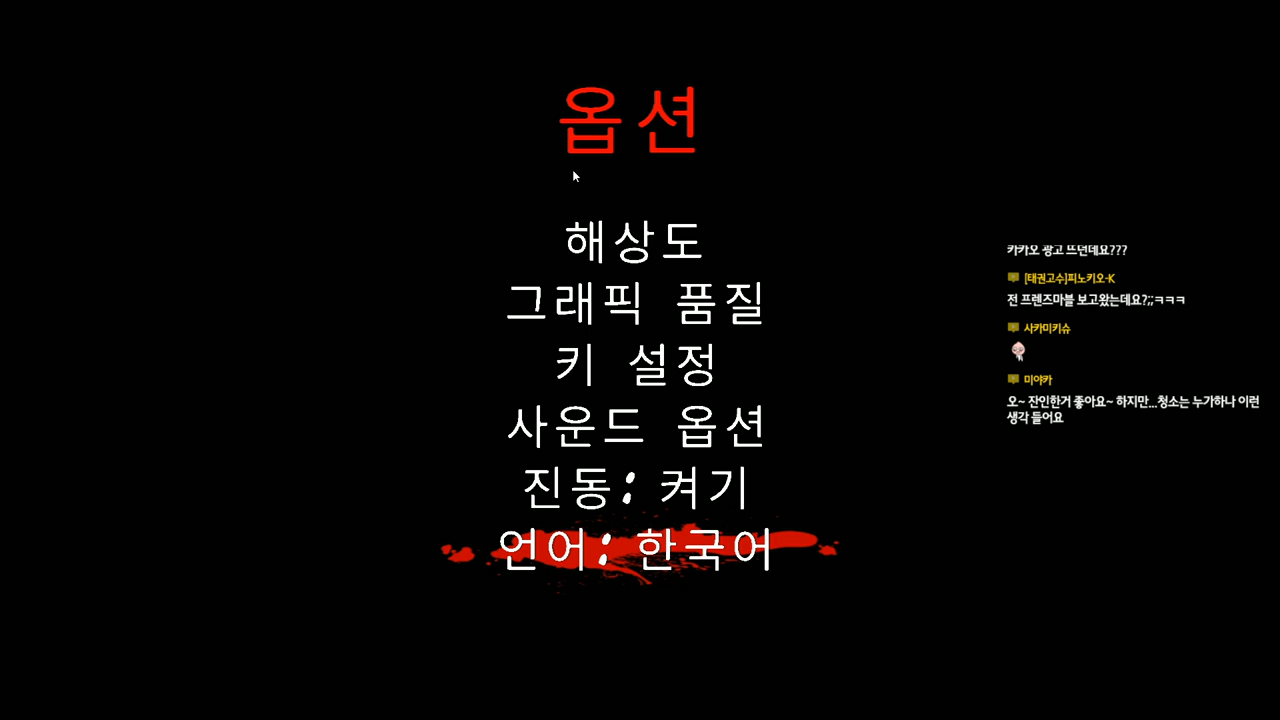 옵션
해상도
그래픽 품질
키 설정
사운드 옵션
진동: 켜기
언어: 한국어
카카오 광고 뜨던데요???
[태권고수]피노키오-K
전 프렌즈마블 보고왔는데요?;;ㅋㅋㅋ
사카미키슈
미야카
오~ 잔인한거 좋아요~ 하지만...청소는 누가하나 이런
생각 들어요